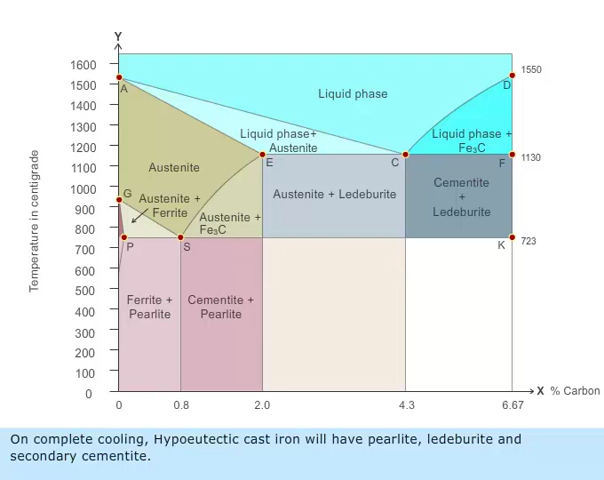 Y
1600
1500
1400
1300
1200
1100
1000
900
800
700
600
500
400
300
200
100
0
Temperature in centigrade
A
Liquid phase
D
1550
Liquid phase+
Austenite
Liquid phase +
Fe₃C
E
C
F
1130
Austenite
G
Austenite +
Ferrite
Austenite +
Fe₃C
Austenite + Ledeburite
Cementite
+
Ledeburite
P
S
K
723
Ferrite +
Pearlite
Cementite +
Pearlite
X % Carbon
0
0.8
2.0
4.3
6.67
On complete cooling, Hypoeutectic cast iron will have pearlite, ledeburite and
secondary cementite.